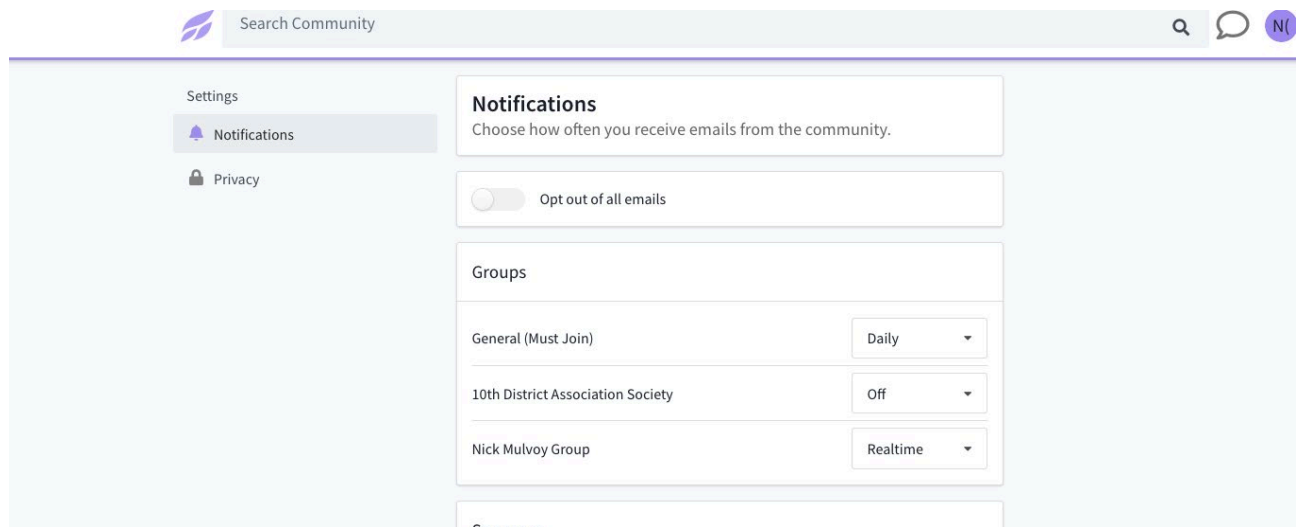 Search Community
N(
Settings
Notifications
Privacy
Notifications
Choose how often you receive emails from the community.
Opt out of all emails
Groups
General (Must Join)
Daily
10th District Association Society
Off
Nick Mulvoy Group
Realtime